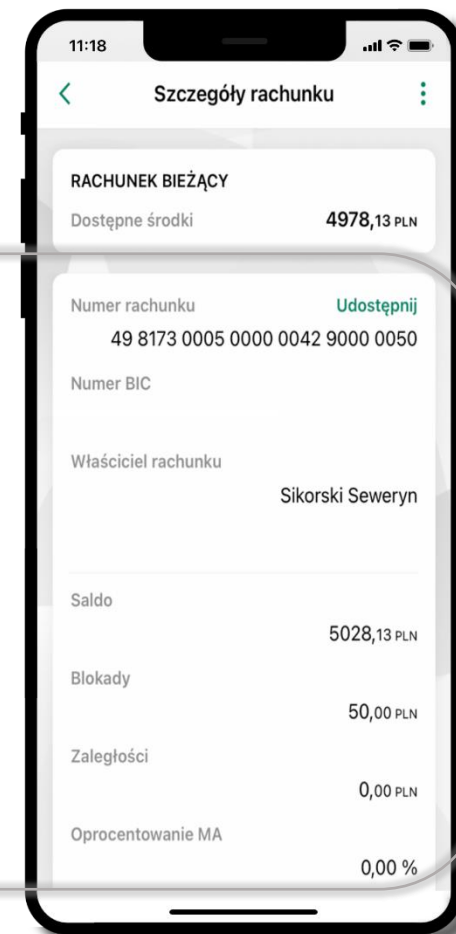 11:18
Szczegóły rachunku
RACHUNEK BIEŻĄCY
Dostępne środki 4978,13 PLN
Numer rachunku Udostępnij
49 8173 0005 0000 0042 9000 0050
Numer BIC
Właściciel rachunku
Sikorski Seweryn
Saldo
5028,13 PLN
Blokady
50,00 PLN
Zaległości
0,00 PLN
Oprocentowanie MA
0,00 %